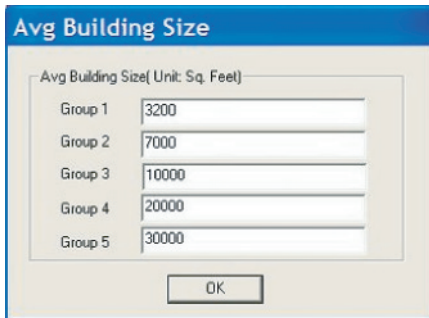 Avg Building Size
Avg Building Size( Unit: Sq. Feet)
Group 1 3200
Group 2 7000
Group 3 10000
Group 4 20000
Group 5 30000
OK